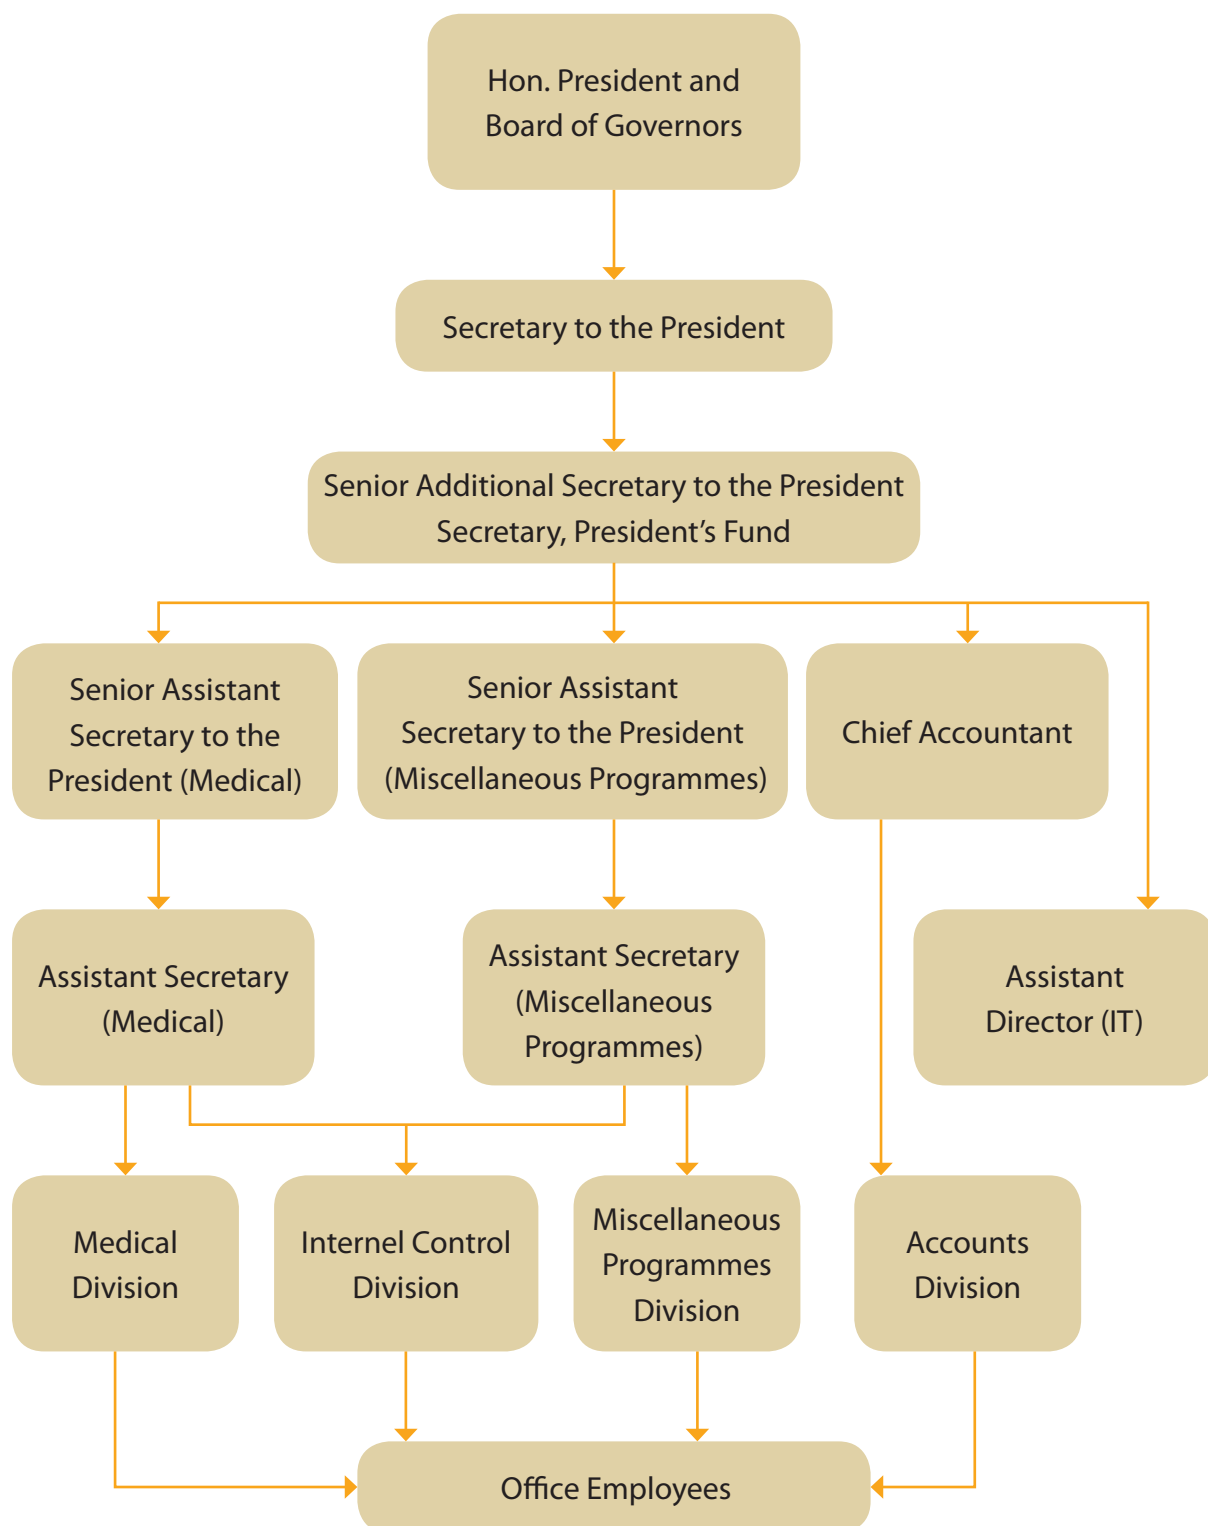 Hon. President and
Board of Governors
Secretary to the President
Senior Additional Secretary to the President
Secretary, President’s Fund
Senior Assistant
Secretary to the
President (Medical)
Senior Assistant
Secretary to the President
(Miscellaneous Programmes)
Chief Accountant
Assistant Secretary
(Medical)
Assistant Secretary
(Miscellaneous
Programmes)
Assistant
Director (IT)
Medical
Division
Internel Control
Division
Miscellaneous
Programmes
Division
Accounts
Division
Office Employees